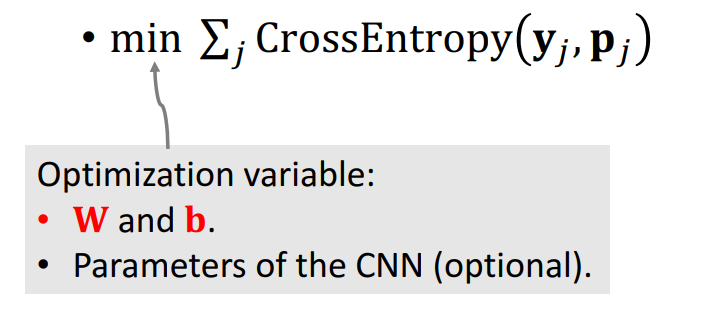 • min ∑ⱼ CrossEntropy(𝐲ⱼ, 𝐩ⱼ)
Optimization variable:
• 𝐖 and 𝐛.
• Parameters of the CNN (optional).